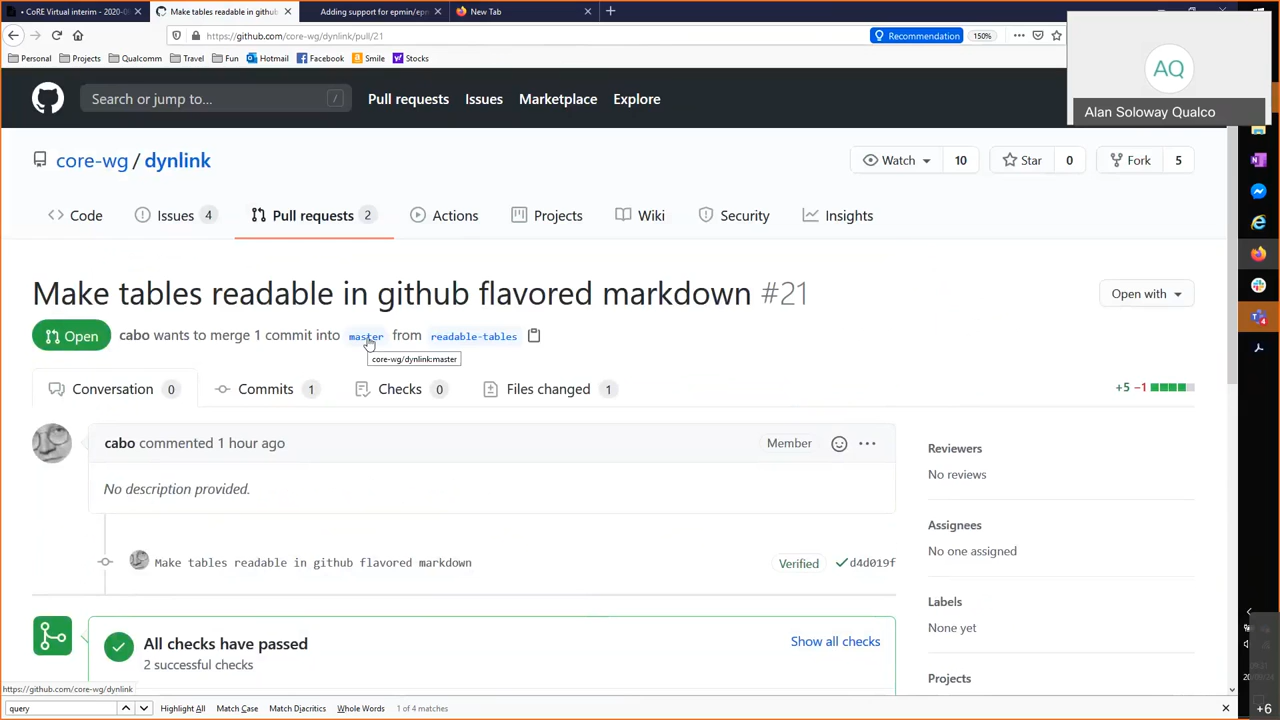 • CoRE Virtual interim - 2020-09 ×
Make tables readable in github ×
Adding support for epmin/epm ×
New Tab ×
+
https://github.com/core-wg/dynlink/pull/21
Recommendation
150%
Personal
Projects
Qualcomm
Travel
Fun
Hotmail
Facebook
Smile
Stocks
AQ
Alan Soloway Qualco
Search or jump to...
/
Pull requests
Issues
Marketplace
Explore
core-wg / dynlink
Watch 10
Star 0
Fork 5
Code
Issues 4
Pull requests 2
Actions
Projects
Wiki
Security
Insights
Make tables readable in github flavored markdown #21
Open with
Open
cabo wants to merge 1 commit into master from readable-tables
core-wg/dynlink:master
Conversation 0
Commits 1
Checks 0
Files changed 1
+5 −1
cabo commented 1 hour ago
Member
No description provided.
Make tables readable in github flavored markdown
Verified
d4d019f
All checks have passed
2 successful checks
Show all checks
Reviewers
No reviews
Assignees
No one assigned
Labels
None yet
Projects
https://github.com/core-wg/dynlink
query
Highlight All
Match Case
Match Diacritics
Whole Words
1 of 4 matches
×
+6